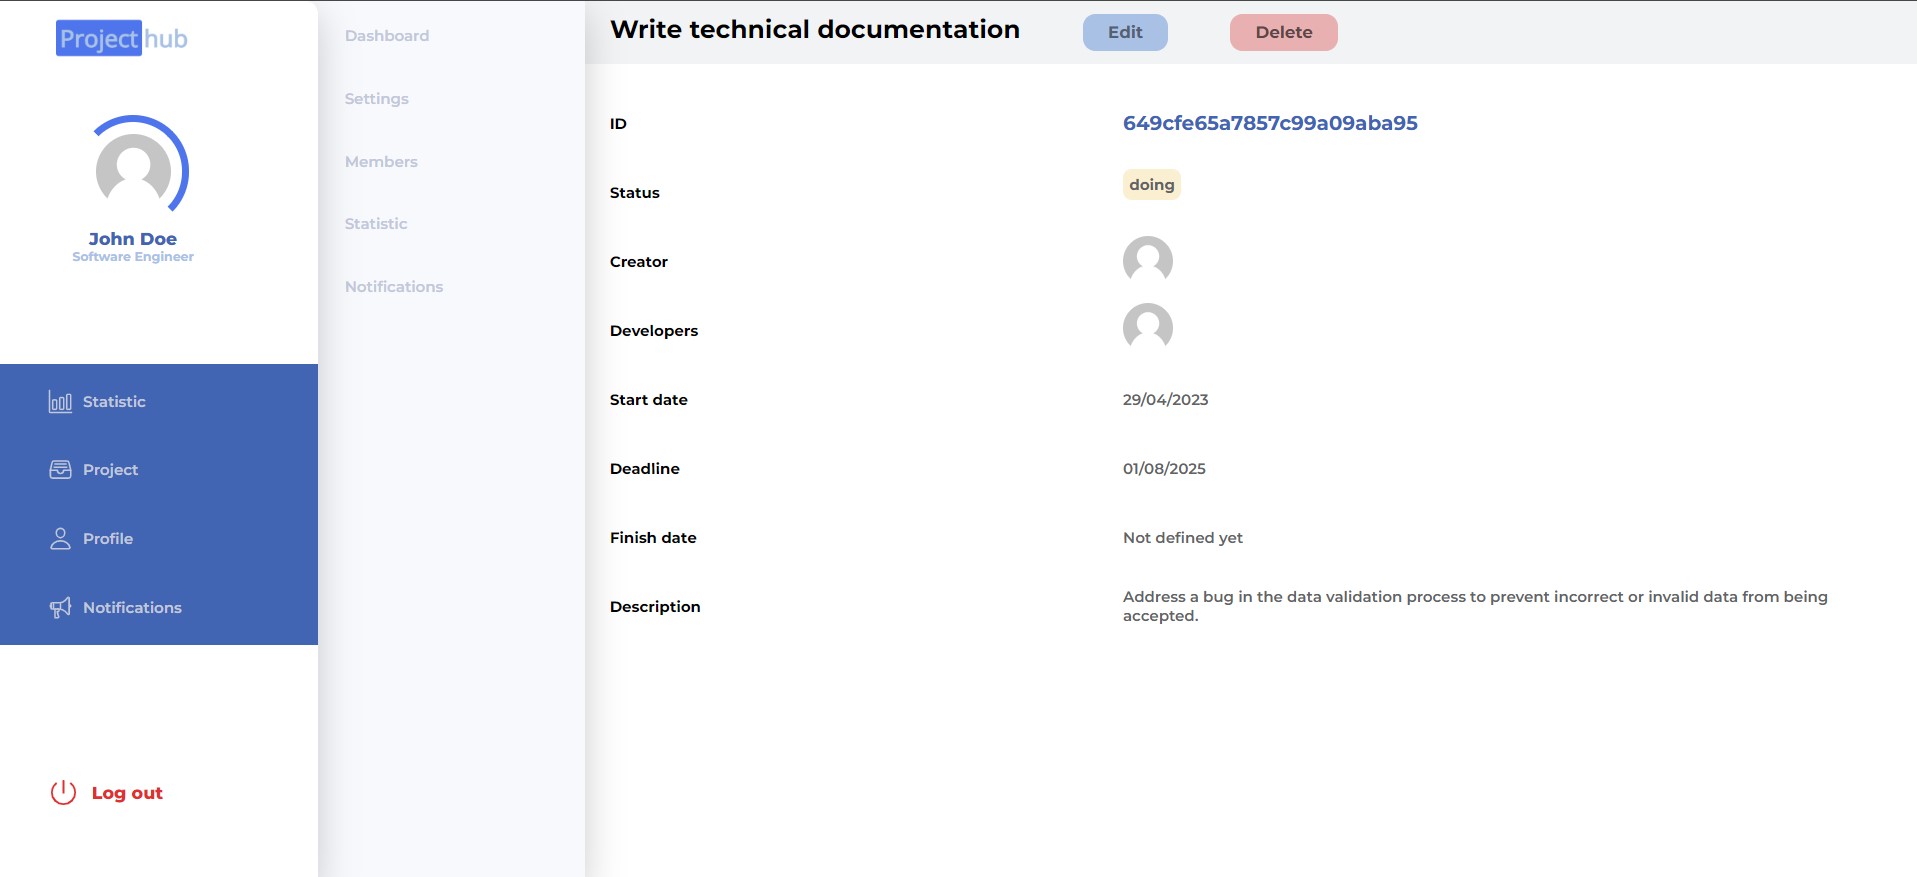 Project hub
John Doe
Software Engineer
Statistic
Project
Profile
Notifications
Log out
Dashboard
Settings
Members
Statistic
Notifications
Write technical documentation
Edit
Delete
ID
649cfe65a7857c99a09aba95
Status
doing
Creator
Developers
Start date
29/04/2023
Deadline
01/08/2025
Finish date
Not defined yet
Description
Address a bug in the data validation process to prevent incorrect or invalid data from being
accepted.